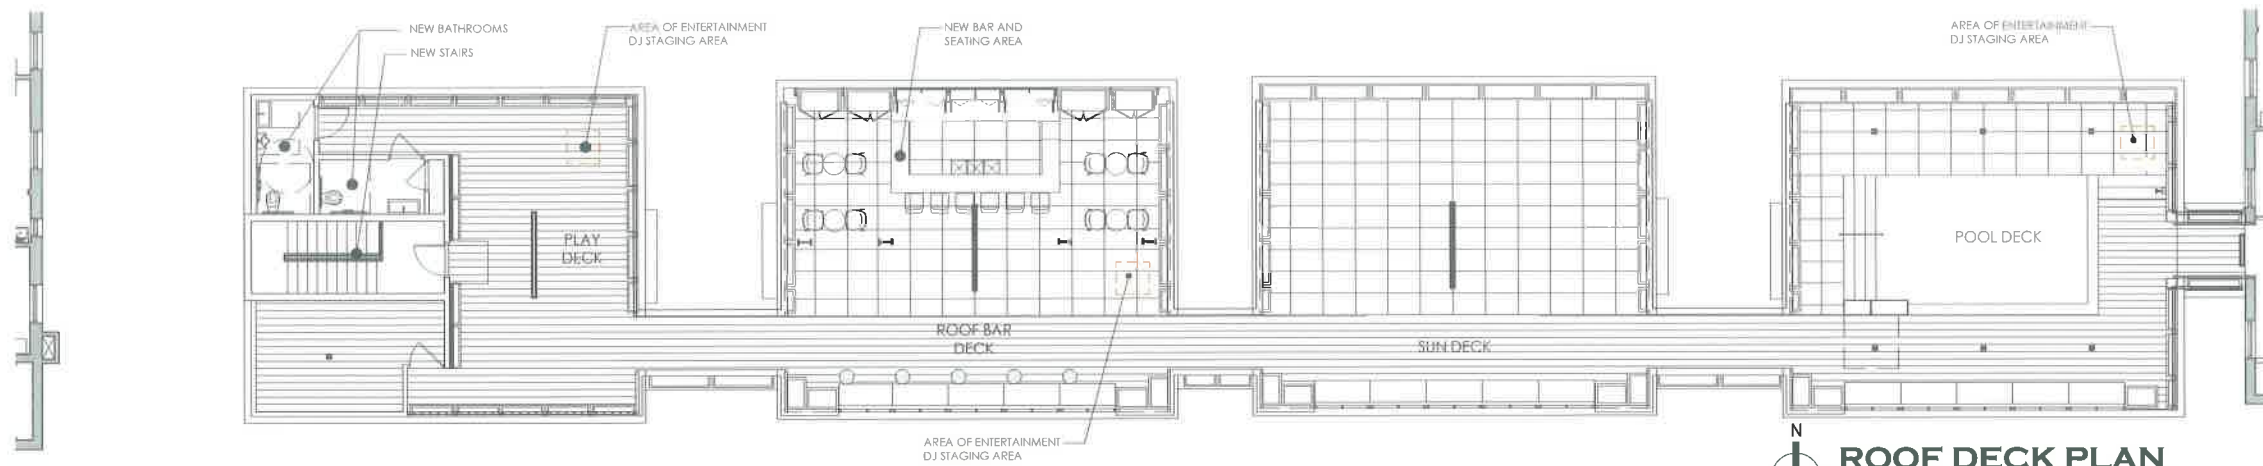 NEW BATHROOMS
NEW STAIRS
AREA OF ENTERTAINMENT
DJ STAGING AREA
NEW BAR AND
SEATING AREA
AREA OF ENTERTAINMENT
DJ STAGING AREA
PLAY
DECK
POOL DECK
ROOF BAR
DECK
SUN DECK
AREA OF ENTERTAINMENT
DJ STAGING AREA
N
ROOF DECK PLAN